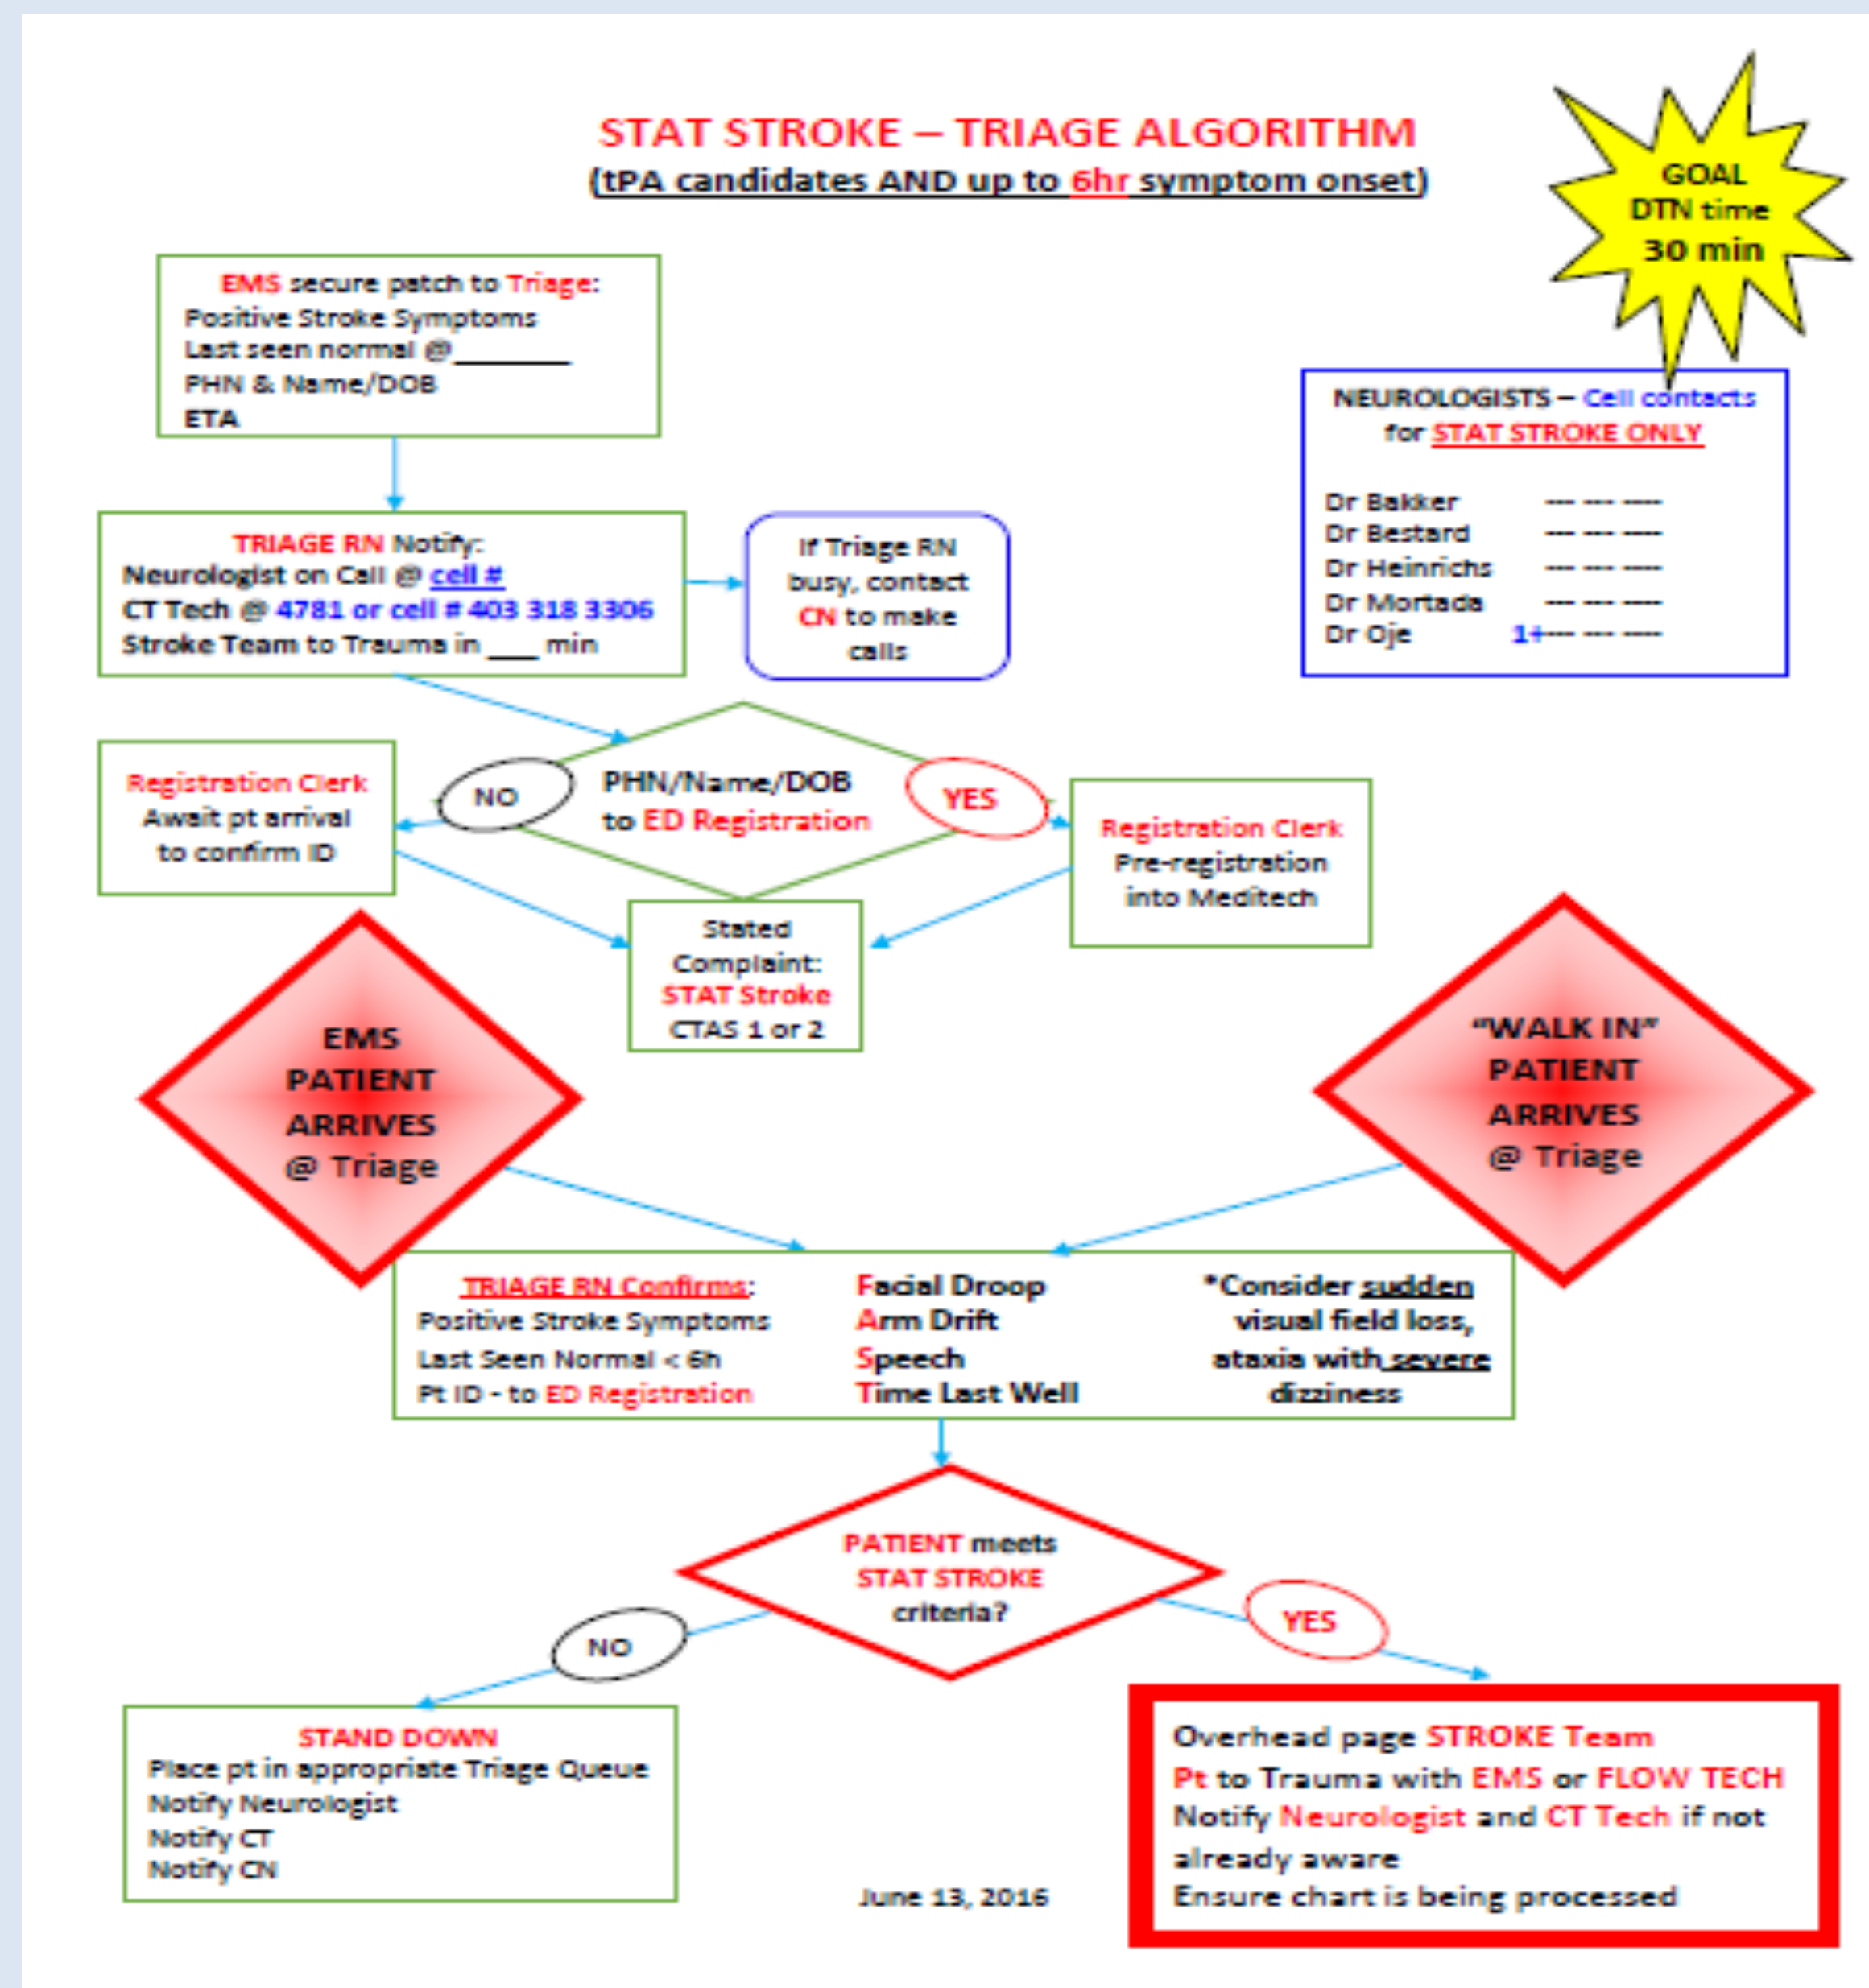 STAT STROKE – TRIAGE ALGORITHM
(tPA candidates AND up to 6hr symptom onset)
GOAL
DTN time
30 min
EMS secure patch to Triage:
Positive Stroke Symptoms
Last seen normal @_______
PHN & Name/DOB
ETA
NEUROLOGISTS – Cell contacts
for STAT STROKE ONLY
Dr Bakker --- --- ----
Dr Bestard --- --- ----
Dr Heinrichs --- --- ----
Dr Mortada --- --- ----
Dr Oje 1+--- --- ----
TRIAGE RN Notify:
Neurologist on Call @ cell #
CT Tech @ 4781 or cell # 403 318 3306
Stroke Team to Trauma in ___ min
If Triage RN
busy, contact
CN to make
calls
PHN/Name/DOB
to ED Registration
NO
YES
Registration Clerk
Await pt arrival
to confirm ID
Registration Clerk
Pre-registration
into Meditech
Stated
Complaint:
STAT Stroke
CTAS 1 or 2
EMS
PATIENT
ARRIVES
@ Triage
“WALK IN”
PATIENT
ARRIVES
@ Triage
TRIAGE RN Confirms:
Positive Stroke Symptoms
Last Seen Normal < 6h
Pt ID - to ED Registration
Facial Droop
Arm Drift
Speech
Time Last Well
*Consider sudden
visual field loss,
ataxia with severe
dizziness
PATIENT meets
STAT STROKE
criteria?
NO
YES
STAND DOWN
Place pt in appropriate Triage Queue
Notify Neurologist
Notify CT
Notify CN
Overhead page STROKE Team
Pt to Trauma with EMS or FLOW TECH
Notify Neurologist and CT Tech if not
already aware
Ensure chart is being processed
June 13, 2016